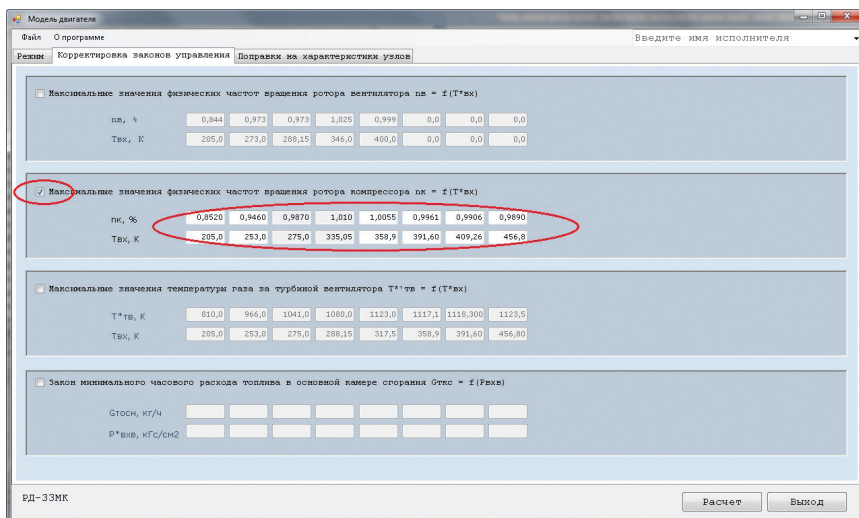 Модель двигателя
Файл О программе Введите имя исполнителя
Режим Корректировка законов управления Поправки на характеристики узлов
Максимальные значения физических частот вращения ротора вентилятора nв = f(T*вх)
nв, % 0,844 0,973 0,973 1,025 0,999 0,0 0,0 0,0
Tвх, К 205,0 273,0 288,15 346,0 400,0 0,0 0,0 0,0
Максимальные значения физических частот вращения ротора компрессора nк = f(T*вх)
nк, % 0,8520 0,9460 0,9870 1,010 1,0055 0,9961 0,9906 0,9890
Tвх, К 205,0 253,0 275,0 335,05 358,9 391,60 409,26 456,8
Максимальные значения температуры газа за турбиной вентилятора T*'тв = f(T*вх)
T*тв, К 810,0 966,0 1041,0 1080,0 1123,0 1117,1 1118,300 1123,5
Tвх, К 205,0 253,0 275,0 288,15 317,5 358,9 391,60 456,80
Закон минимального часового расхода топлива в основной камере сгорания Gткс = f(Pвхв)
Gтосн, кг/ч
P*вхв, кГс/см2
РД-33МК Расчет Выход